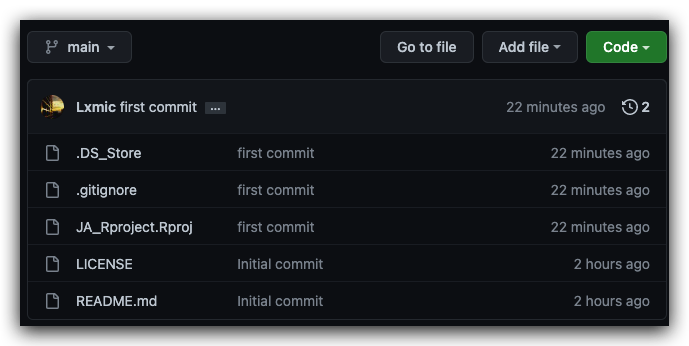 main Go to file Add file Code
Lxmic first commit ... 22 minutes ago 2
.DS_Store first commit 22 minutes ago
.gitignore first commit 22 minutes ago
JA_Rproject.Rproj first commit 22 minutes ago
LICENSE Initial commit 2 hours ago
README.md Initial commit 2 hours ago